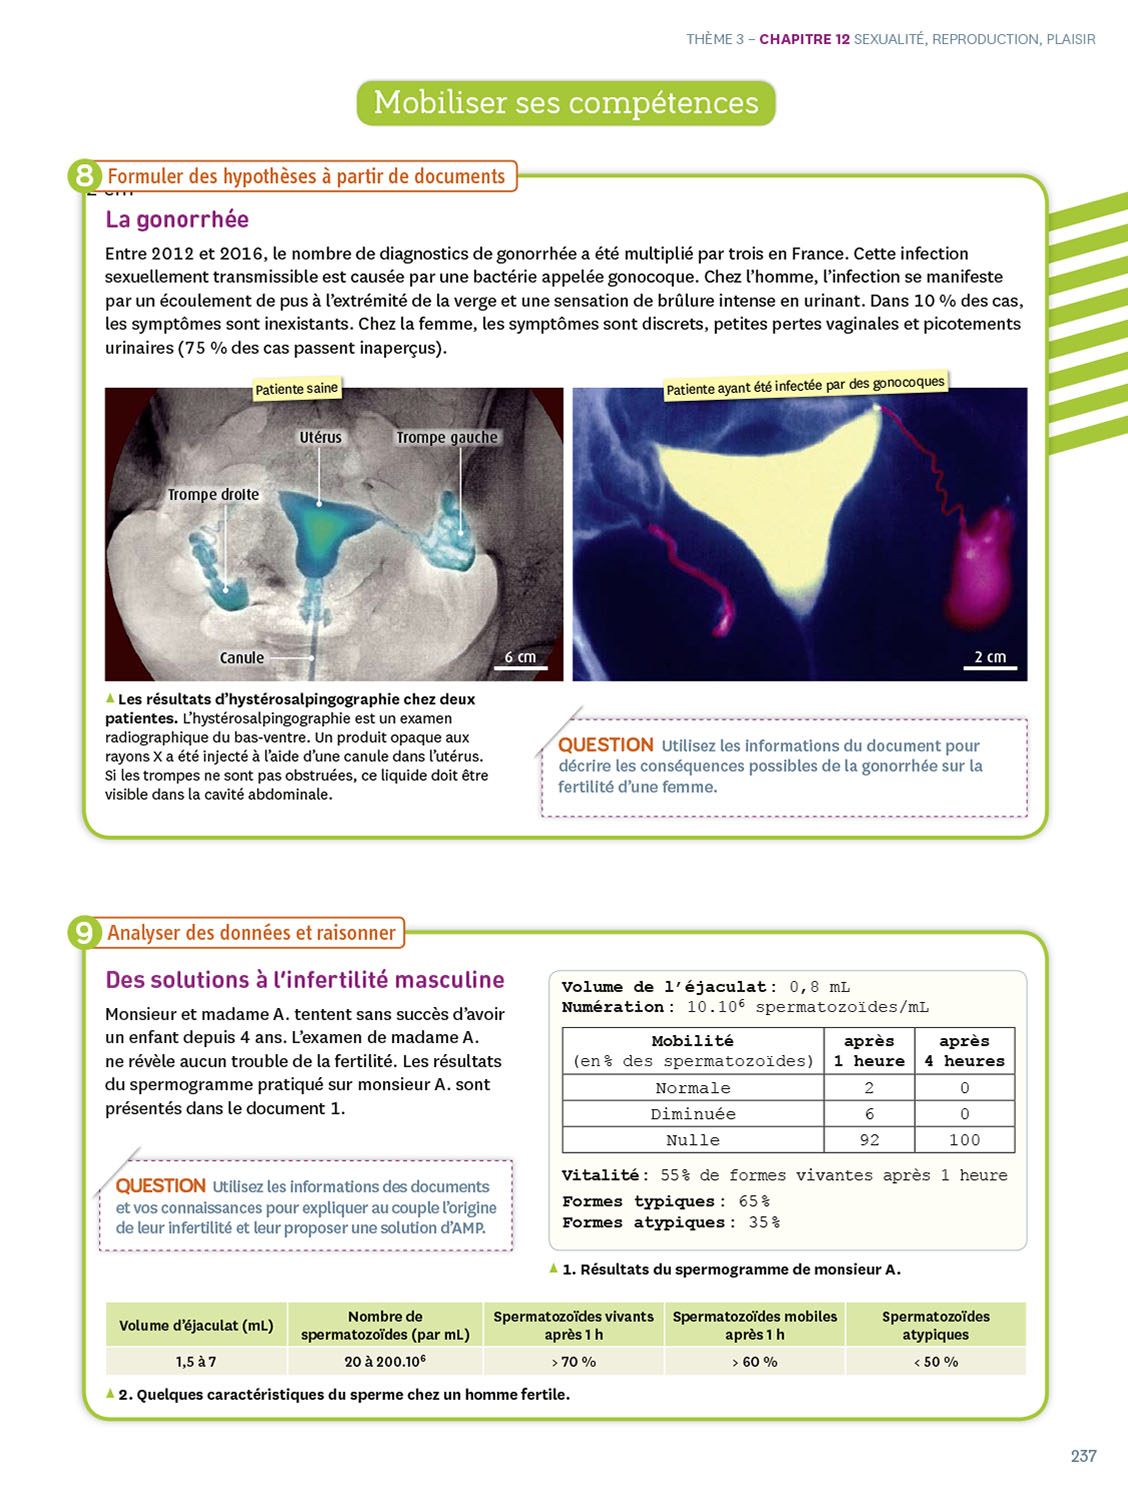 THÈME 3 – CHAPITRE 12 SEXUALITÉ, REPRODUCTION, PLAISIR
Mobiliser ses compétences
8 Formuler des hypothèses à partir de documents
La gonorrhée
Entre 2012 et 2016, le nombre de diagnostics de gonorrhée a été multiplié par trois en France. Cette infection
sexuellement transmissible est causée par une bactérie appelée gonocoque. Chez l’homme, l’infection se manifeste
par un écoulement de pus à l’extrémité de la verge et une sensation de brûlure intense en urinant. Dans 10 % des cas,
les symptômes sont inexistants. Chez la femme, les symptômes sont discrets, petites pertes vaginales et picotements
urinaires (75 % des cas passent inaperçus).
Patiente saine
Utérus
Trompe gauche
Trompe droite
Canule
6 cm
Patiente ayant été infectée par des gonocoques
2 cm
Les résultats d’hystérosalpingographie chez deux
patientes. L’hystérosalpingographie est un examen
radiographique du bas-ventre. Un produit opaque aux
rayons X a été injecté à l’aide d’une canule dans l’utérus.
Si les trompes ne sont pas obstruées, ce liquide doit être
visible dans la cavité abdominale.
QUESTION Utilisez les informations du document pour
décrire les conséquences possibles de la gonorrhée sur la
fertilité d’une femme.
9 Analyser des données et raisonner
Des solutions à l’infertilité masculine
Monsieur et madame A. tentent sans succès d’avoir
un enfant depuis 4 ans. L’examen de madame A.
ne révèle aucun trouble de la fertilité. Les résultats
du spermogramme pratiqué sur monsieur A. sont
présentés dans le document 1.
QUESTION Utilisez les informations des documents
et vos connaissances pour expliquer au couple l’origine
de leur infertilité et leur proposer une solution d’AMP.
Volume de l’éjaculat : 0,8 mL
Numération : 10.10⁶ spermatozoïdes/mL
Mobilité (en % des spermatozoïdes) après 1 heure après 4 heures
Normale 2 0
Diminuée 6 0
Nulle 92 100
Vitalité : 55 % de formes vivantes après 1 heure
Formes typiques : 65 %
Formes atypiques : 35 %
1. Résultats du spermogramme de monsieur A.
Volume d’éjaculat (mL) Nombre de spermatozoïdes (par mL) Spermatozoïdes vivants après 1 h Spermatozoïdes mobiles après 1 h Spermatozoïdes atypiques
1,5 à 7 20 à 200.10⁶ > 70 % > 60 % < 50 %
2. Quelques caractéristiques du sperme chez un homme fertile.
237